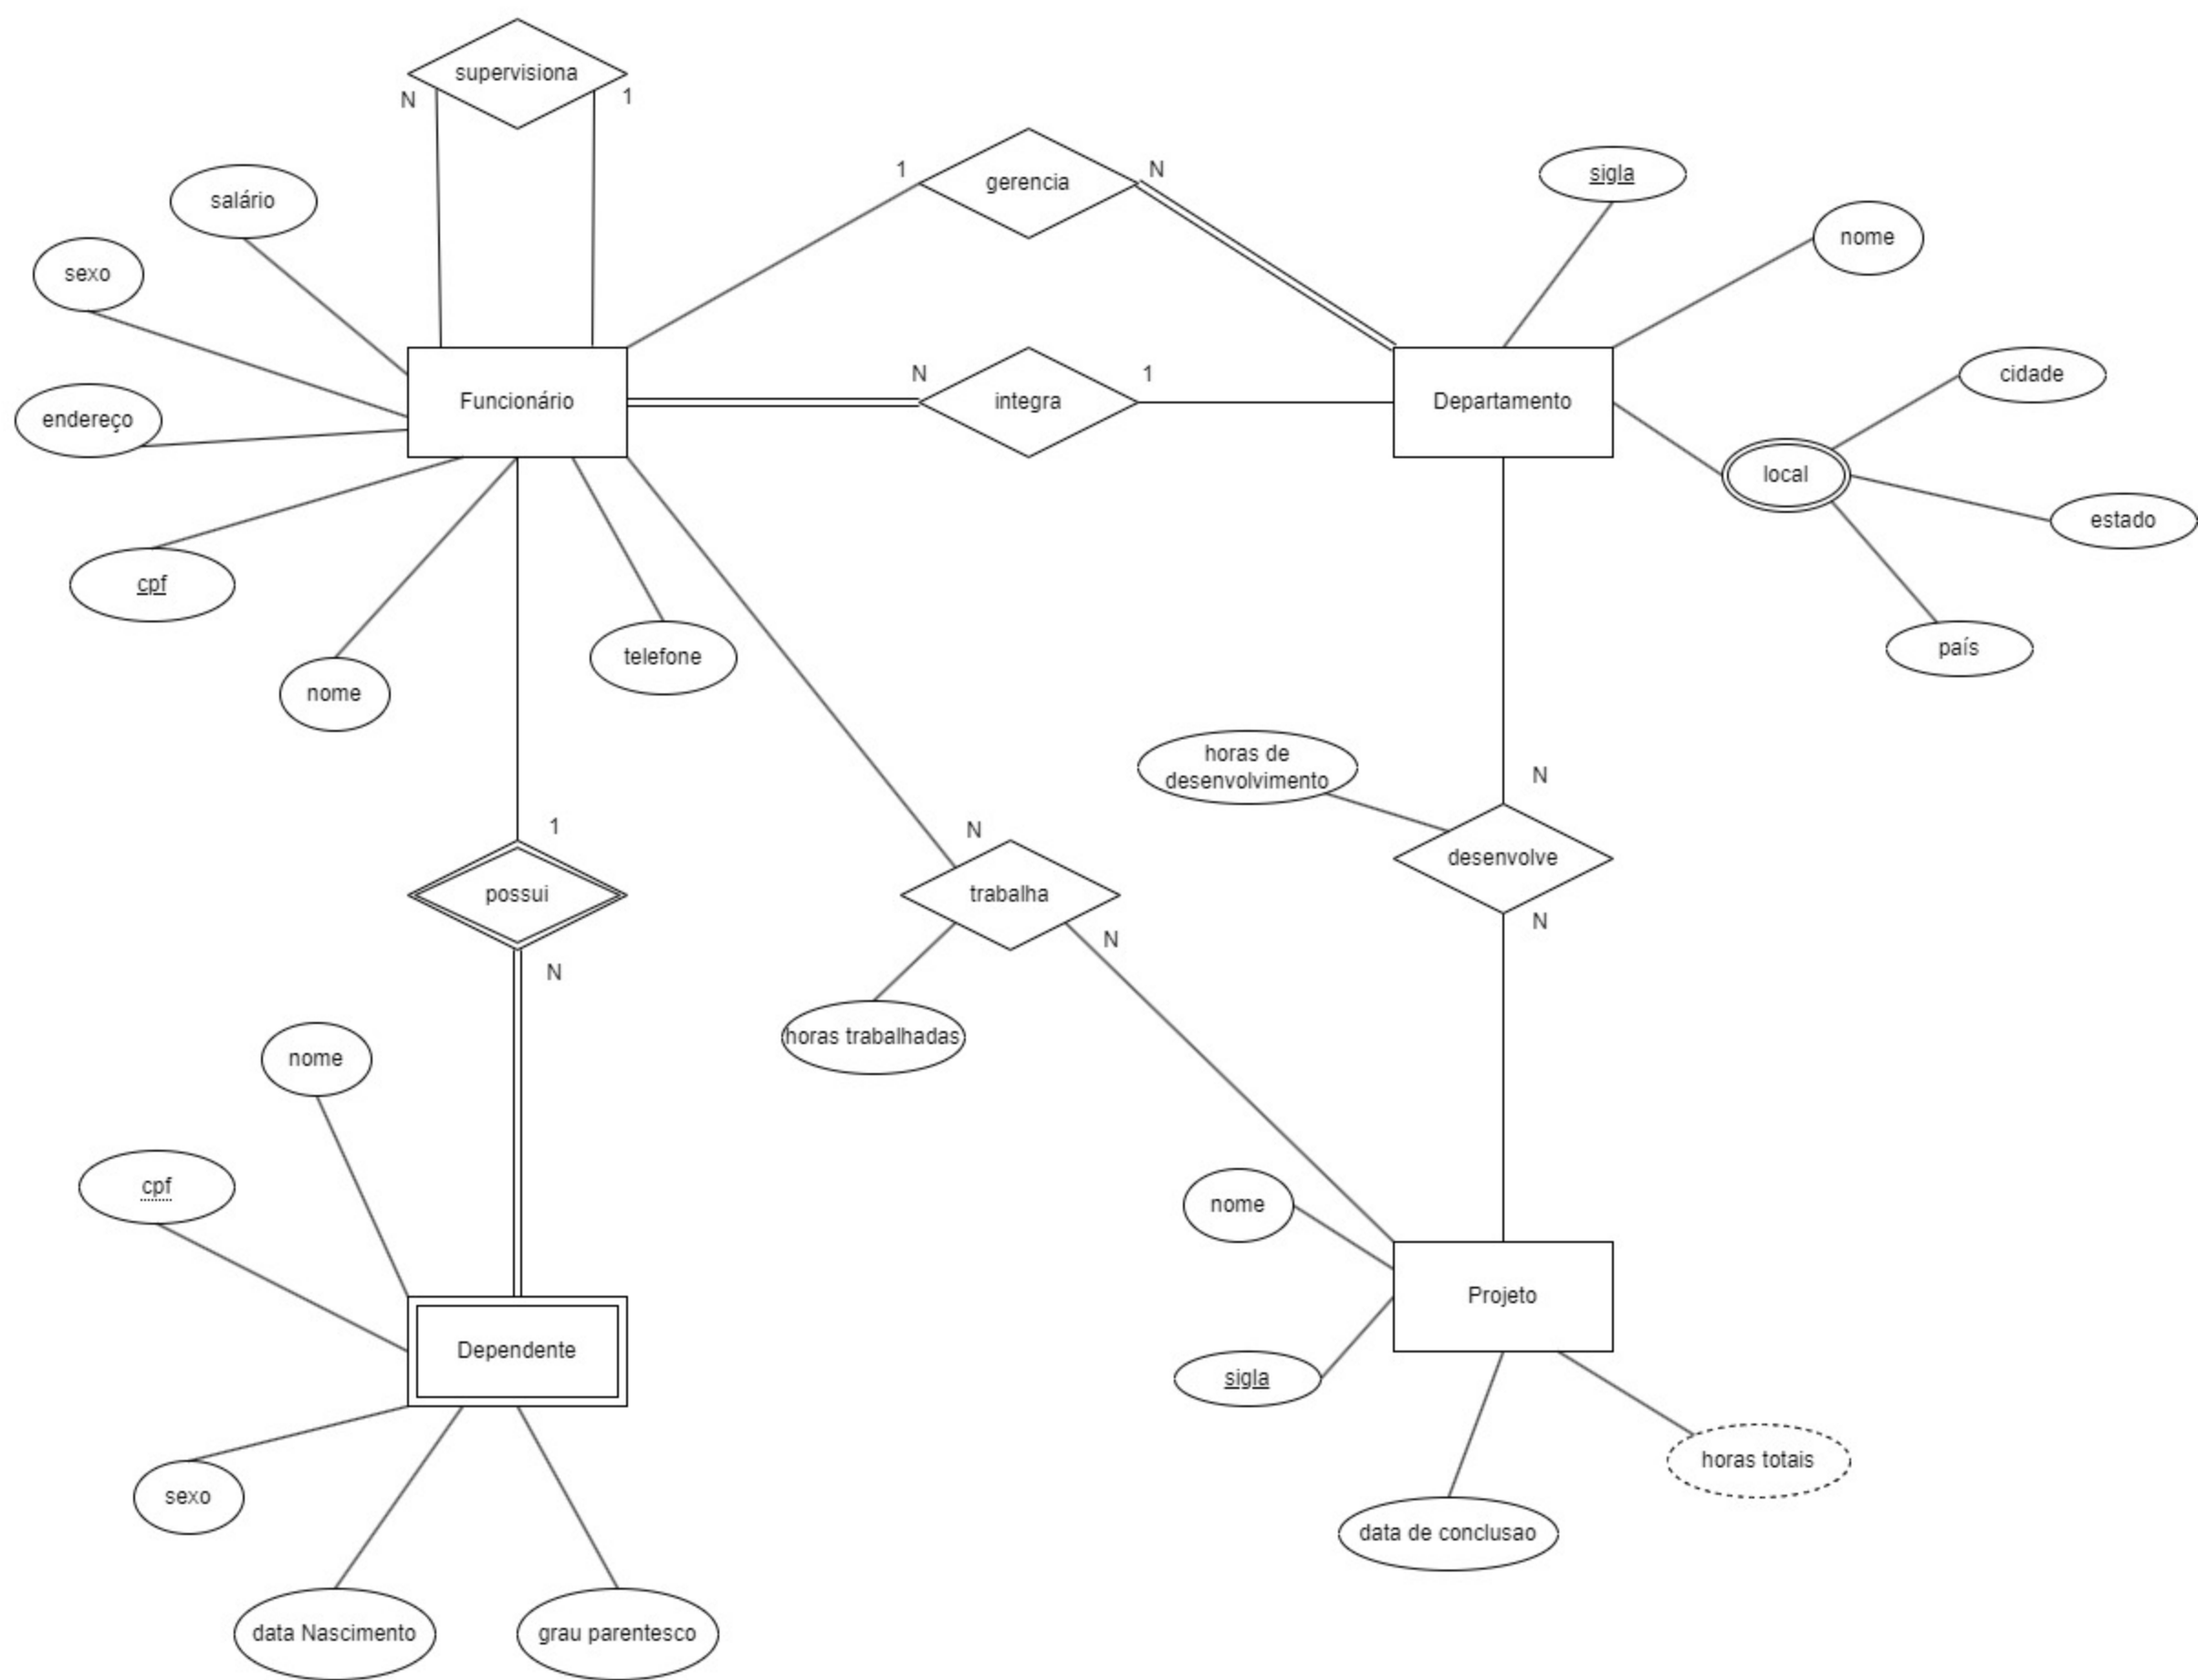 supervisiona
N
1
salário
1
gerencia
N
sigla
nome
sexo
endereço
Funcionário
N
integra
1
Departamento
cidade
local
estado
país
cpf
nome
telefone
horas de
desenvolvimento
N
desenvolve
N
1
possui
N
N
trabalha
N
horas trabalhadas
nome
cpf
Dependente
sexo
data Nascimento
grau parentesco
nome
Projeto
sigla
horas totais
data de conclusao